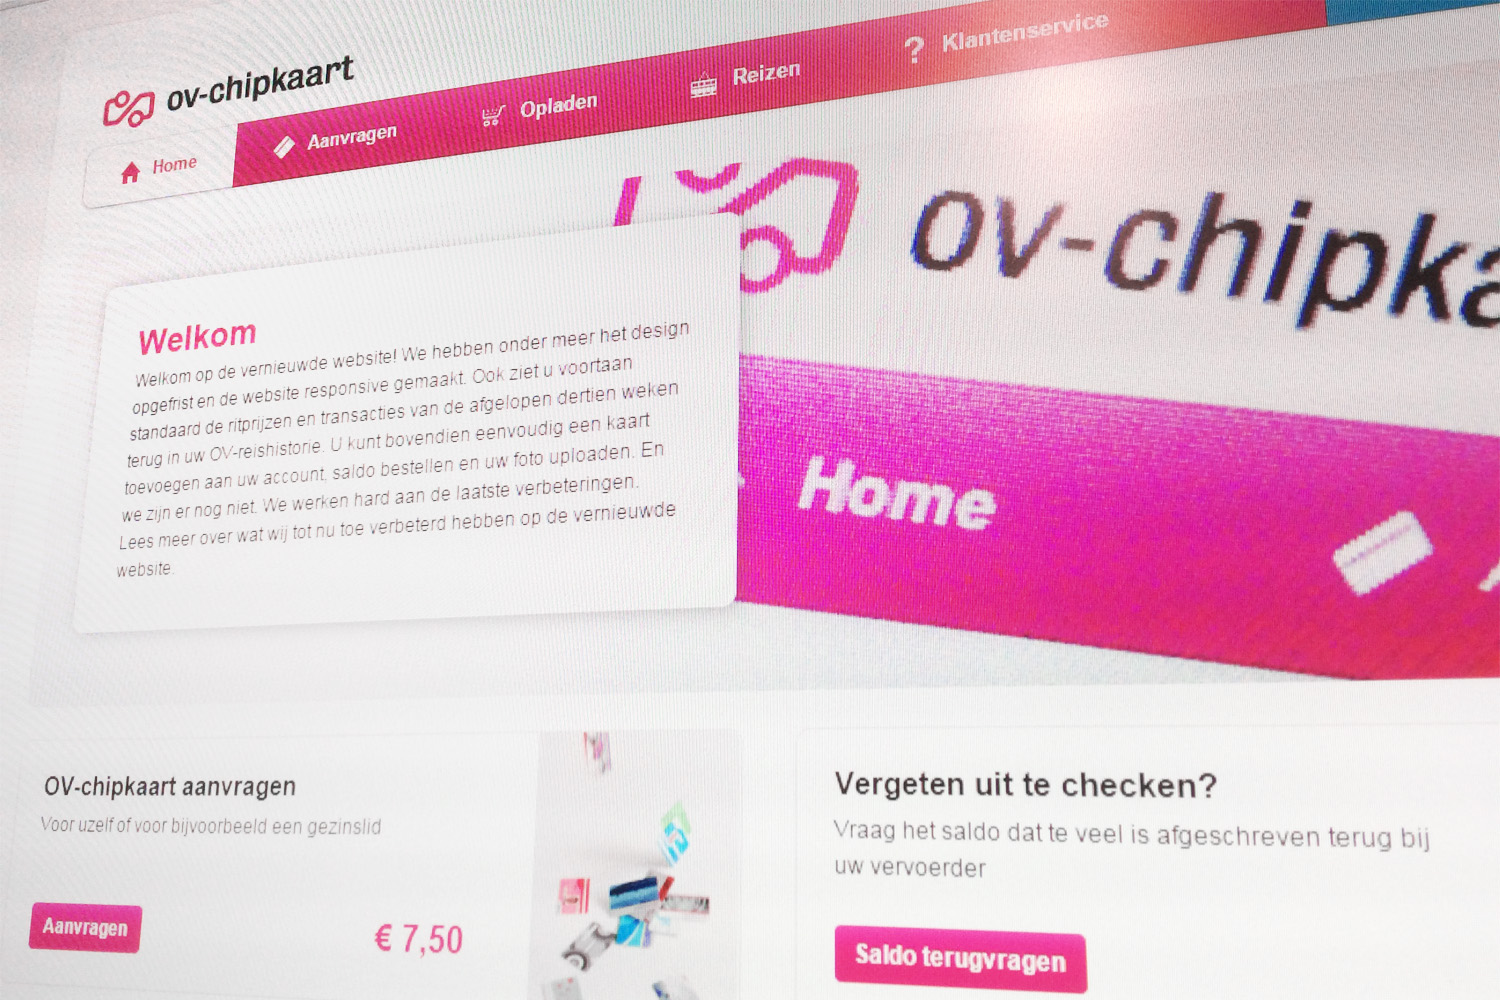 ov-chipkaart
Home
Aanvragen
Opladen
Reizen
? Klantenservice
ov-chipka
Home
Welkom
Welkom op de vernieuwde website! We hebben onder meer het design
opgefrist en de website responsive gemaakt. Ook ziet u voortaan
standaard de ritprijzen en transacties van de afgelopen dertien weken
terug in uw OV-reishistorie. U kunt bovendien eenvoudig een kaart
toevoegen aan uw account, saldo bestellen en uw foto uploaden. En
we zijn er nog niet. We werken hard aan de laatste verbeteringen.
Lees meer over wat wij tot nu toe verbeterd hebben op de vernieuwde
website.
OV-chipkaart aanvragen
Voor uzelf of voor bijvoorbeeld een gezinslid
Aanvragen
€ 7,50
Vergeten uit te checken?
Vraag het saldo dat te veel is afgeschreven terug bij
uw vervoerder
Saldo terugvragen